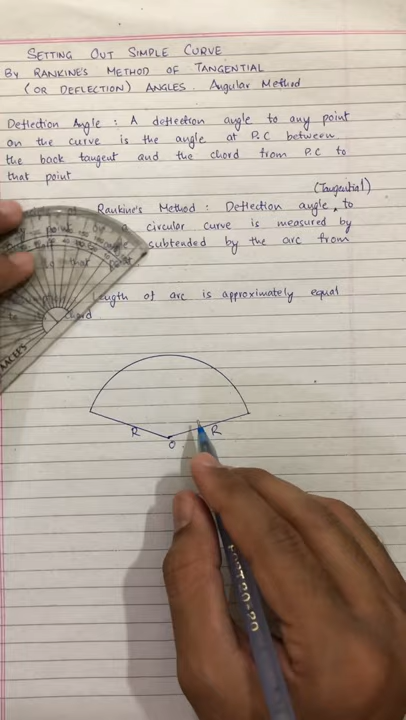 SETTING OUT SIMPLE CURVE
BY RANKINE'S METHOD OF TANGENTIAL
(OR DEFLECTION) ANGLES. Angular Method
Deflection Angle : A deflection angle to any point
on the curve is the angle at P.C between
the back tangent and the chord from P.C to
that point
(Tangential)
Rankine's Method : Deflection angle to
circular curve is measured by
subtended by the arc from
to that
length of arc is approximately equal
chord
R
R
O